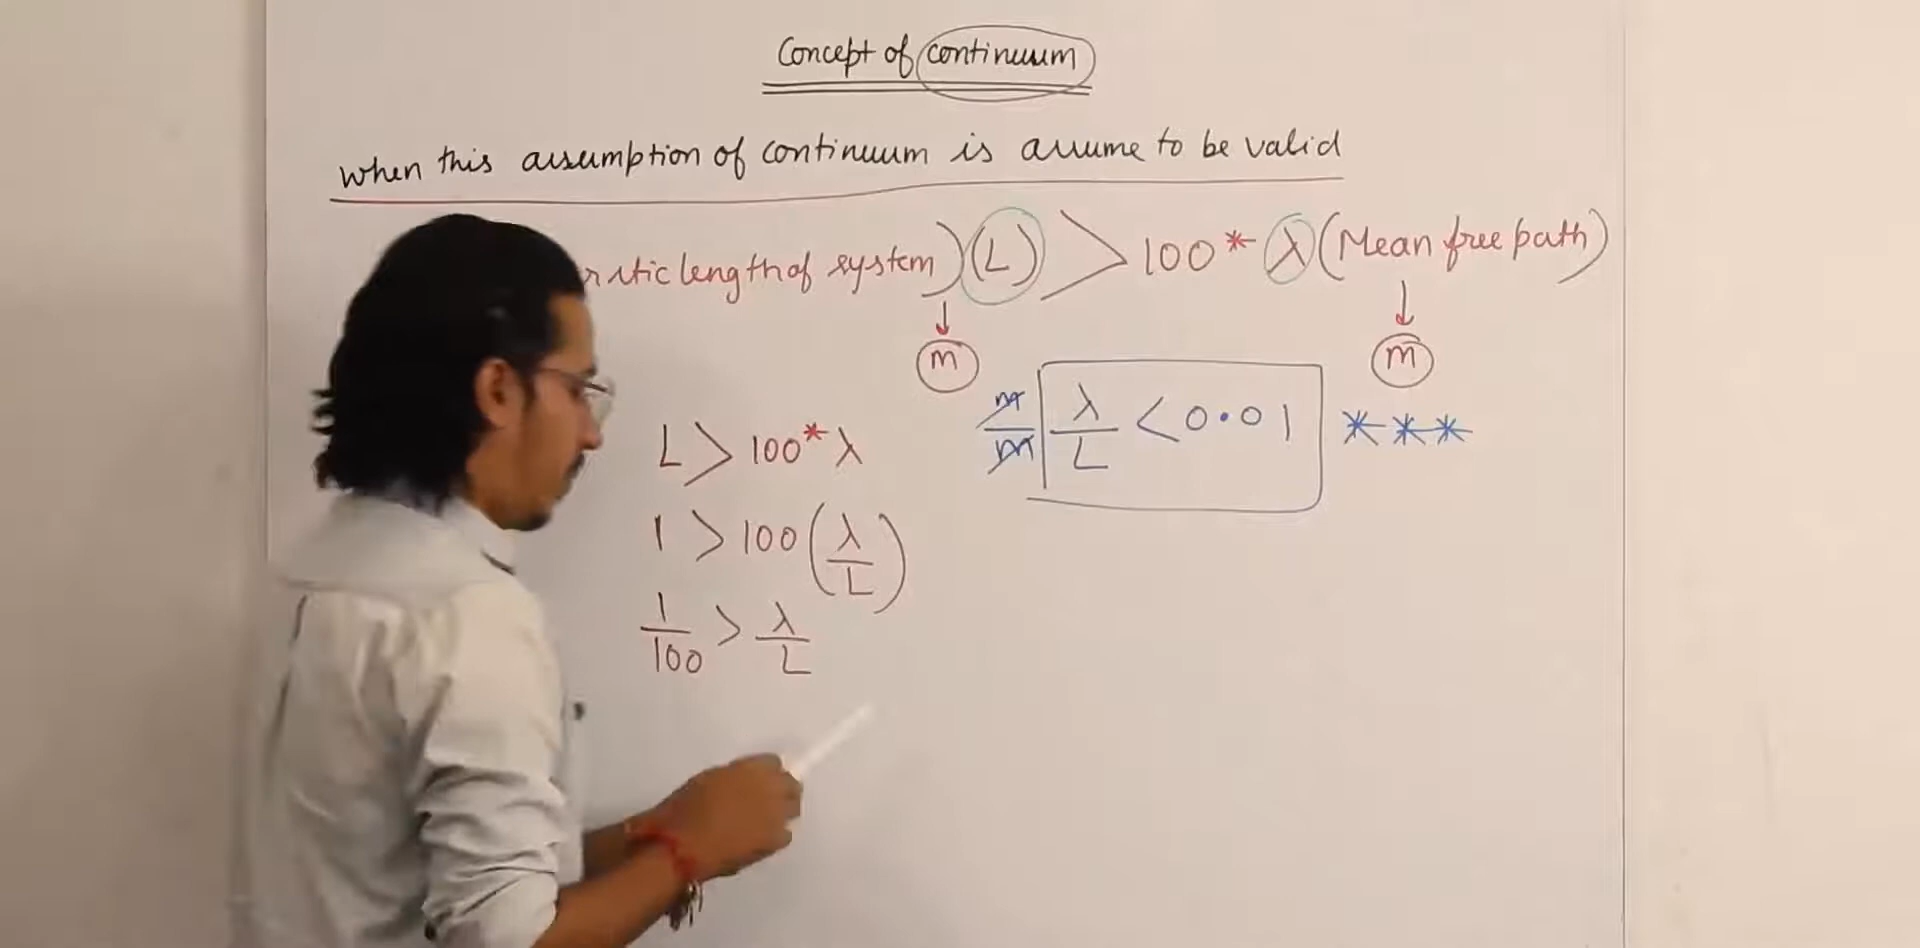 Concept of continuum
When this assumption of continuum is assume to be valid
ristic length of system) (L) > 100 * λ (Mean free path)
↓ ↓
m m
m/m λ/L < 0.01 ***
L > 100 * λ
1 > 100 (λ/L)
1/100 > λ/L